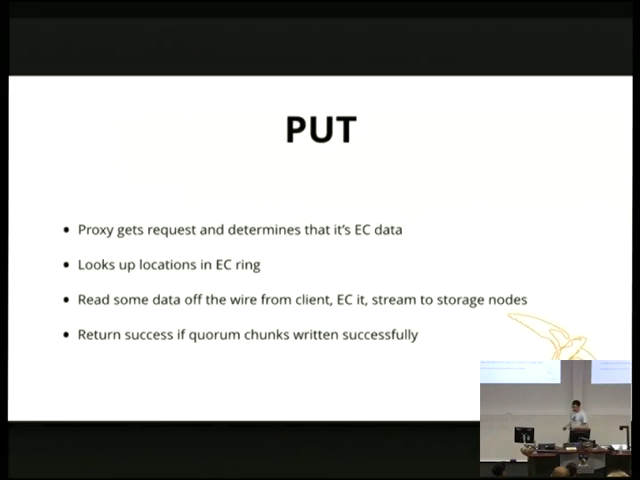 PUT
Proxy gets request and determines that it's EC data
Looks up locations in EC ring
Read some data off the wire from client, EC it, stream to storage nodes
Return success if quorum chunks written successfully